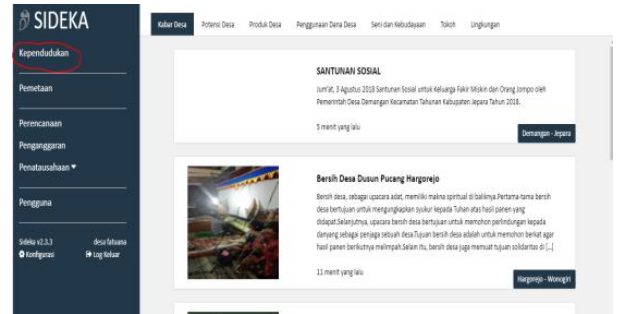 SIDEKA
Kependudukan
Pemetaan
Perencanaan
Penganggaran
Penatausahaan ▼
Pengguna
Sideka v2.3.3 desa fatuana
Konfigurasi Log Keluar
Kabar Desa Potensi Desa Produk Desa Penggunaan Dana Desa Seni dan Kebudayaan Tokoh Lingkungan
SANTUNAN SOSIAL
Jum'at, 3 Agustus 2018 Santunan Sosial untuk Keluarga Fakir Miskin dan Orang Jompo oleh
Pemerintah Desa Demangan Kecamatan Tahunan Kabupaten Jepara Tahun 2018.
5 menit yang lalu
Demangan - Jepara
Bersih Desa Dusun Pucang Hargorejo
Bersih desa, sebagai upacara adat, memiliki makna spiritual di baliknya.Pertama-tama bersih
desa bertujuan untuk mengungkapkan syukur kepada Tuhan atas hasil panen yang
didapat.Selanjutnya, upacara bersih desa bertujuan untuk memohon perlindungan kepada
danyang sebagai penjaga sebuah desa.Tujuan bersih desa adalah untuk memohon berkat agar
hasil panen berikutnya melimpah.Selain itu, bersih desa juga memuat tujuan solidaritas di [...]
11 menit yang lalu
Hargorejo - Wonogiri